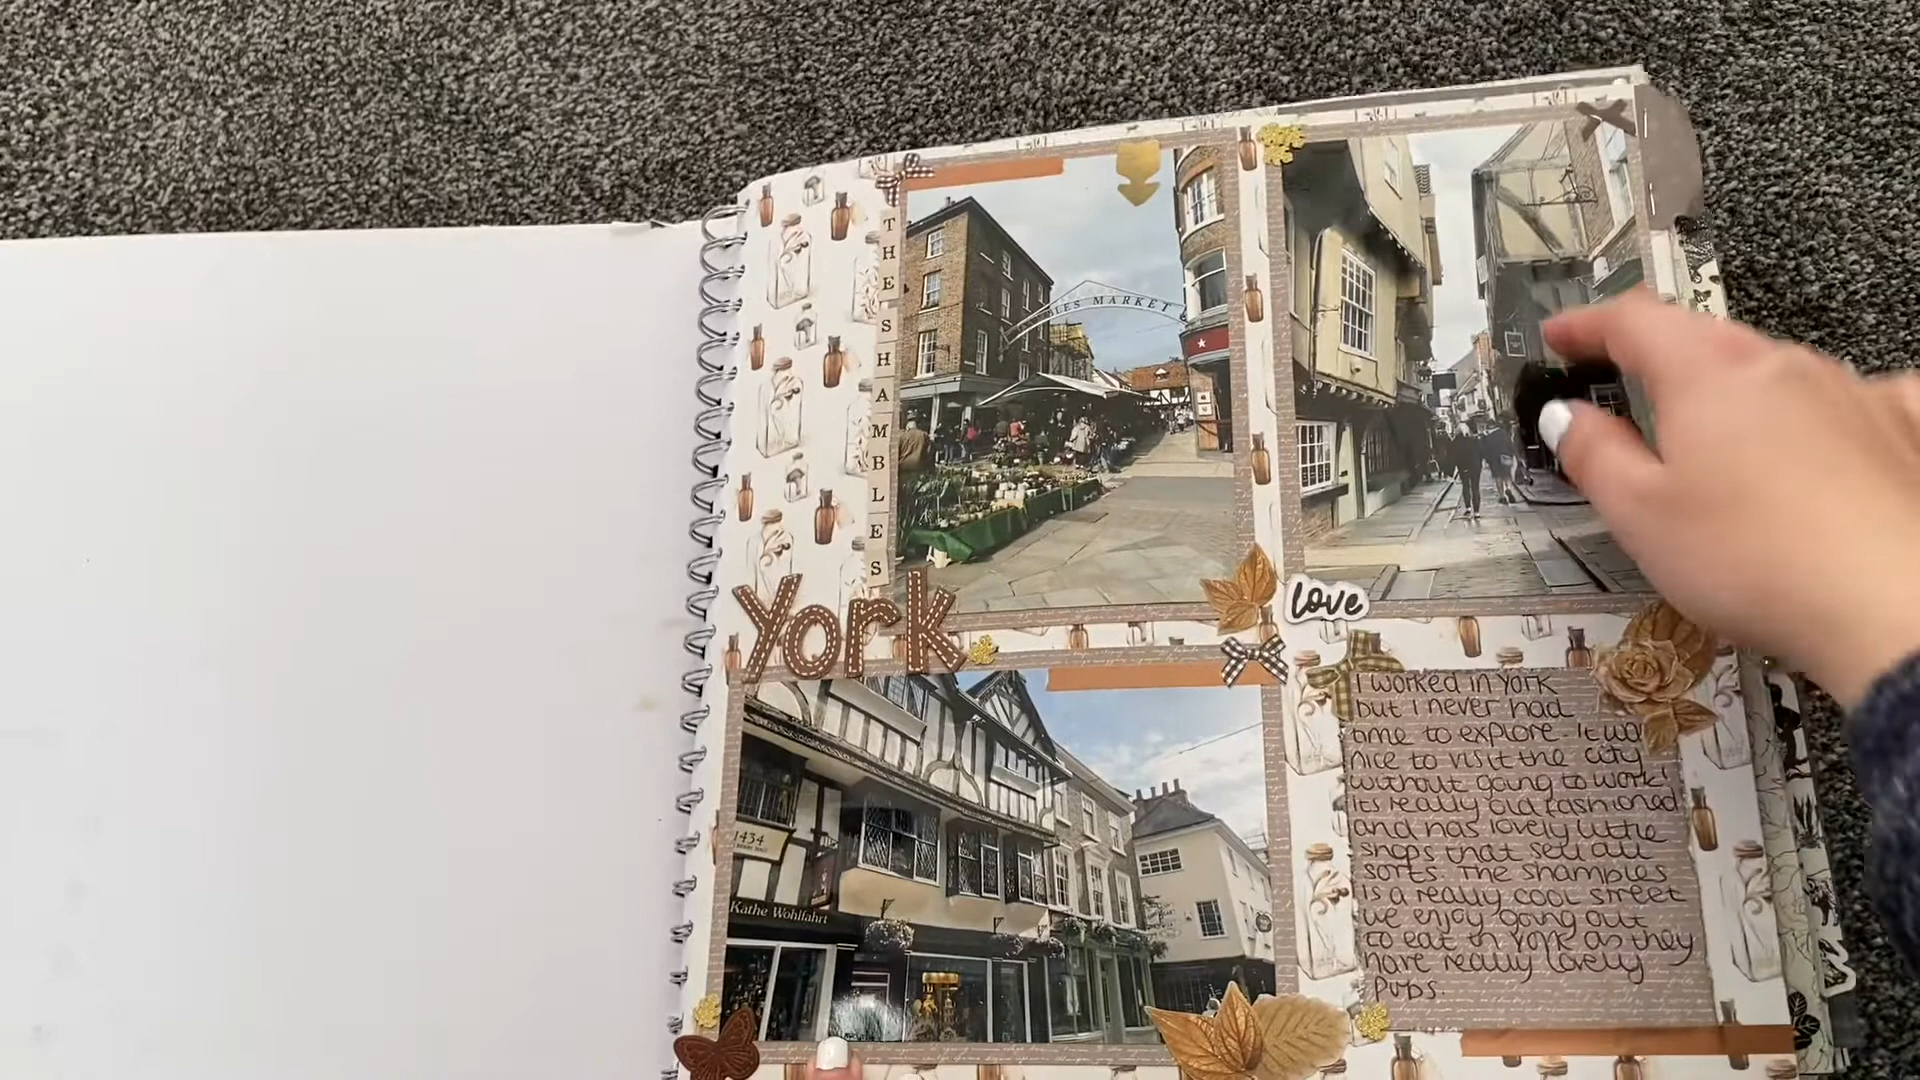 THE SHAMBLES
LES MARKET
York
love
1434
Kathe Wohlfahrt
I worked in York
but I never had
time to explore. It wa
nice to visit the city
without going to work!
its really old fashioned
and has lovely little
shops that sell all
sorts. The shambles
is a really cool street
we enjoy going out
to eat in York as they
have really lovely
pubs.